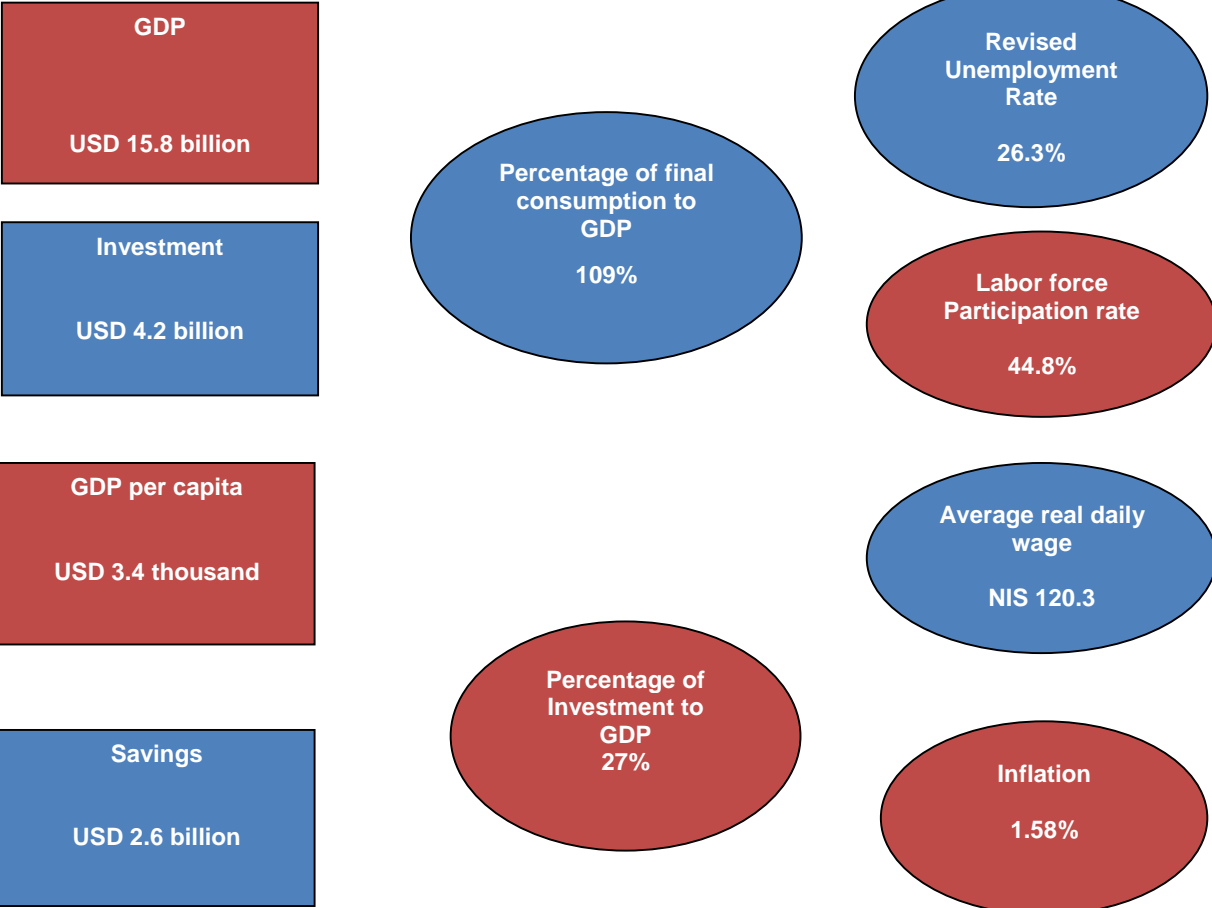 GDP
USD 15.8 billion
Investment
USD 4.2 billion
GDP per capita
USD 3.4 thousand
Savings
USD 2.6 billion
Percentage of final
consumption to
GDP
109%
Percentage of
Investment to
GDP
27%
Revised
Unemployment
Rate
26.3%
Labor force
Participation rate
44.8%
Average real daily
wage
NIS 120.3
Inflation
1.58%